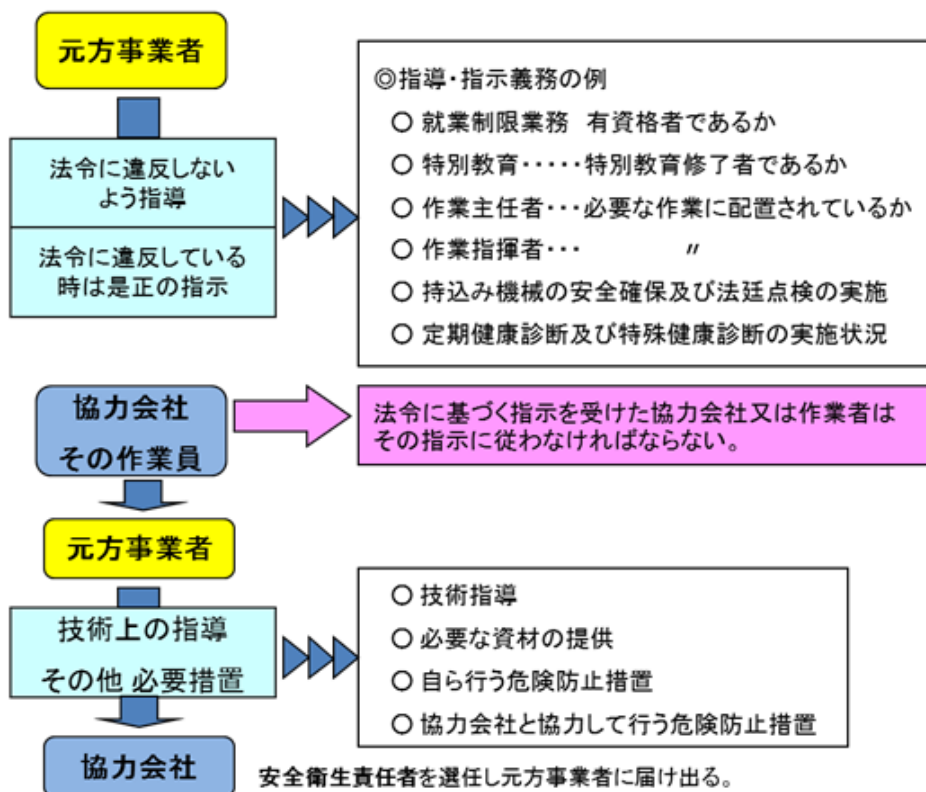 元方事業者
法令に違反しない
よう指導
法令に違反している
時は是正の指示
◎指導・指示義務の例
○ 就業制限業務　有資格者であるか
○ 特別教育‥‥‥特別教育修了者であるか
○ 作業主任者･･･必要な作業に配置されているか
○ 作業指揮者･･･　　　　〃
○ 持込み機械の安全確保及び法廷点検の実施
○ 定期健康診断及び特殊健康診断の実施状況
協力会社
その作業員
法令に基づく指示を受けた協力会社又は作業者は
その指示に従わなければならない。
元方事業者
技術上の指導
その他 必要措置
○ 技術指導
○ 必要な資材の提供
○ 自ら行う危険防止措置
○ 協力会社と協力して行う危険防止措置
協力会社
安全衛生責任者を選任し元方事業者に届け出る。